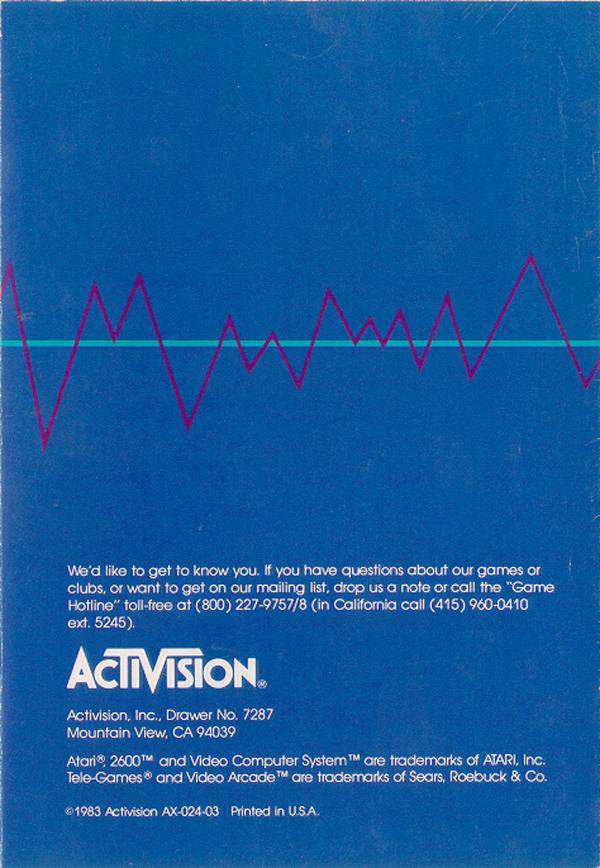 We'd like to get to know you. If you have questions about our games or
clubs, or want to get on our mailing list, drop us a note or call the "Game
Hotline" toll-free at (800) 227-9757/8 (in California call (415) 960-0410
ext. 5245).
ACTIVISION®
Activision, Inc., Drawer No. 7287
Mountain View, CA 94039
Atari®, 2600™ and Video Computer System™ are trademarks of ATARI, Inc.
Tele-Games® and Video Arcade™ are trademarks of Sears, Roebuck & Co.
©1983 Activision AX-024-03 Printed in U.S.A.